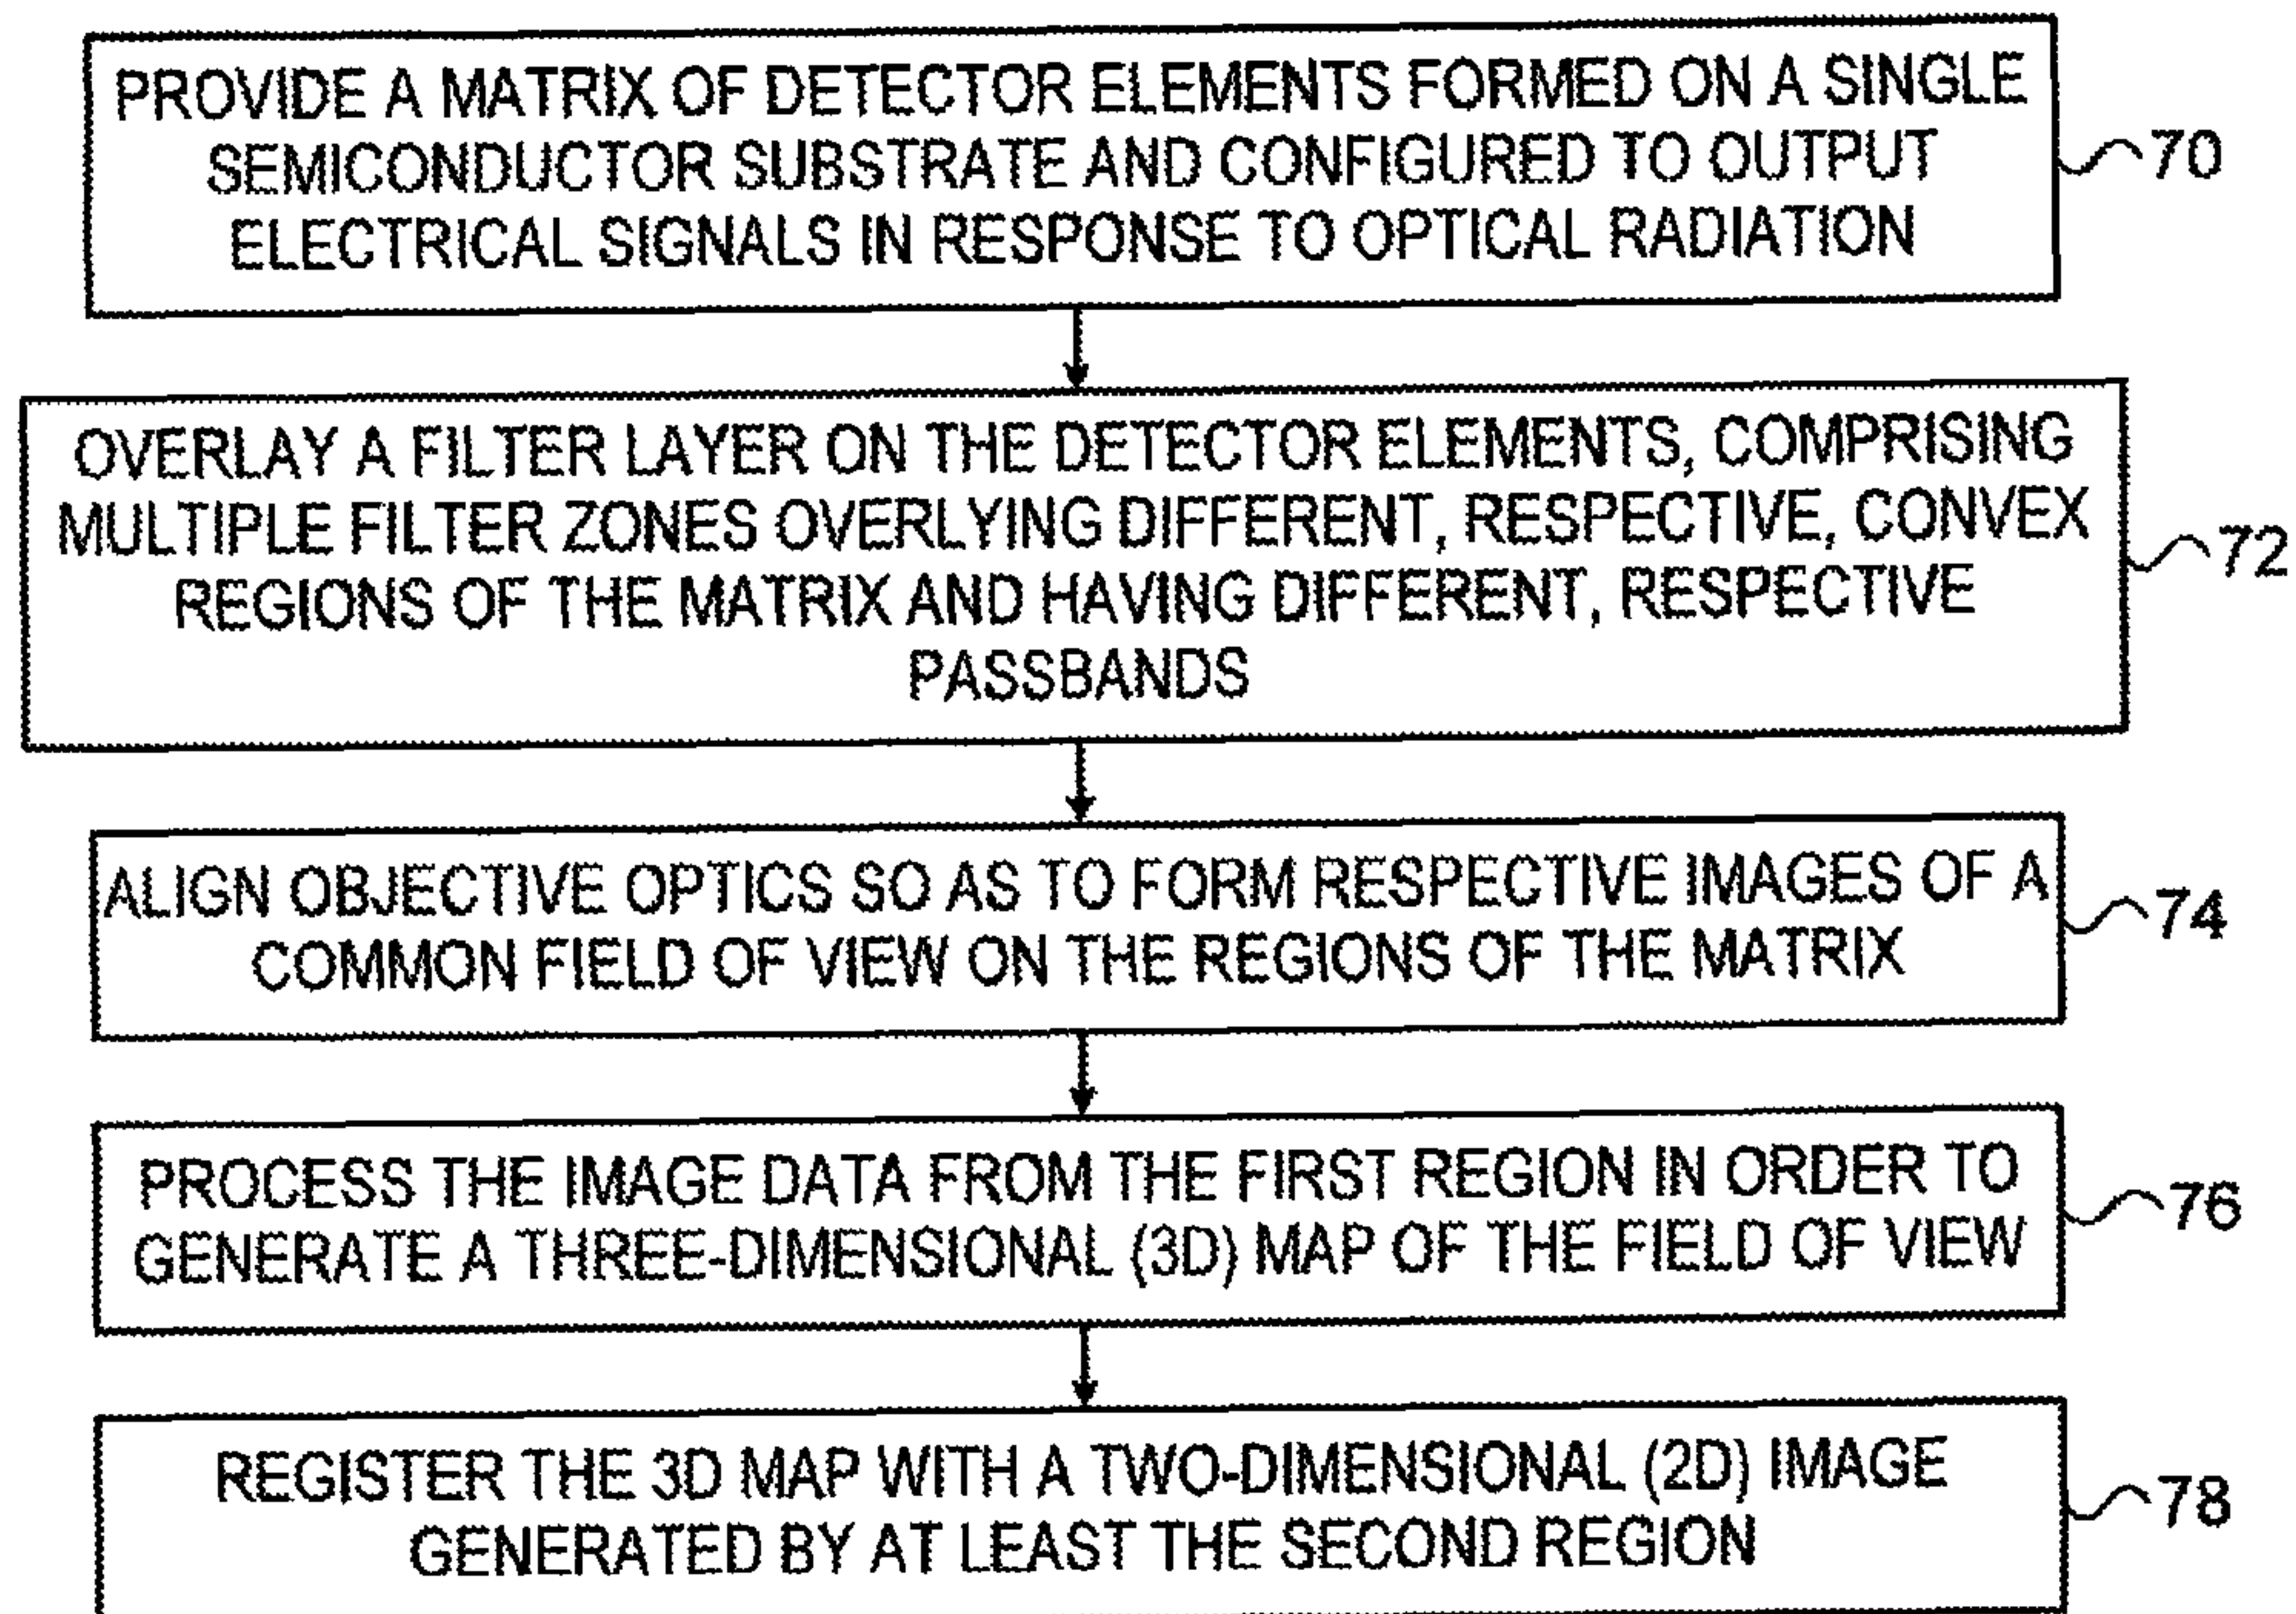 PROVIDE A MATRIX OF DETECTOR ELEMENTS FORMED ON A SINGLE
SEMICONDUCTOR SUBSTRATE AND CONFIGURED TO OUTPUT
ELECTRICAL SIGNALS IN RESPONSE TO OPTICAL RADIATION
70
OVERLAY A FILTER LAYER ON THE DETECTOR ELEMENTS, COMPRISING
MULTIPLE FILTER ZONES OVERLYING DIFFERENT, RESPECTIVE, CONVEX
REGIONS OF THE MATRIX AND HAVING DIFFERENT, RESPECTIVE
PASSBANDS
72
ALIGN OBJECTIVE OPTICS SO AS TO FORM RESPECTIVE IMAGES OF A
COMMON FIELD OF VIEW ON THE REGIONS OF THE MATRIX
74
PROCESS THE IMAGE DATA FROM THE FIRST REGION IN ORDER TO
GENERATE A THREE-DIMENSIONAL (3D) MAP OF THE FIELD OF VIEW
76
REGISTER THE 3D MAP WITH A TWO-DIMENSIONAL (2D) IMAGE
GENERATED BY AT LEAST THE SECOND REGION
78